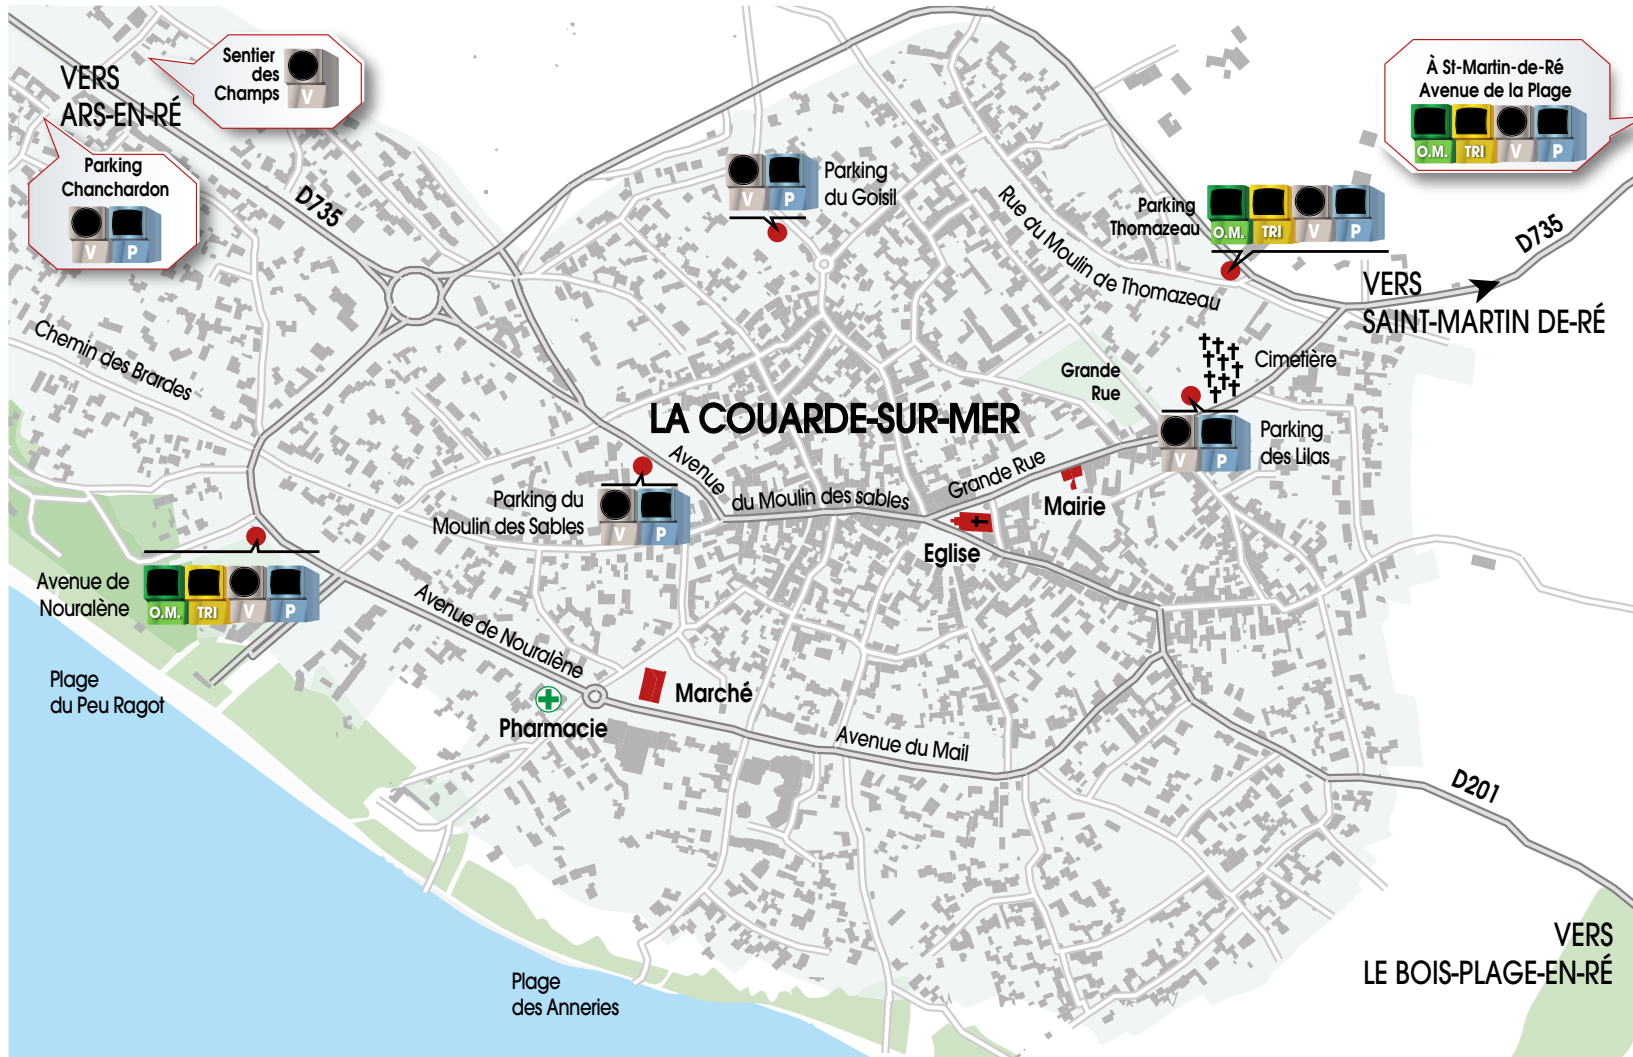 VERS
ARS-EN-RÉ
Sentier
des
Champs
V
Parking
Chanchardon
V P
D735
Parking
du Goisil
V P
À St-Martin-de-Ré
Avenue de la Plage
O.M. TRI V P
Parking
Thomazeau
O.M. TRI V P
Rue du Moulin de Thomazeau
D735
VERS
SAINT-MARTIN DE-RÉ
Chemin des Brardes
Grande
Rue
Cimetière
LA COUARDE-SUR-MER
Parking
des Lilas
V P
Avenue
du Moulin des sables
Grande Rue
Mairie
Parking du
Moulin des Sables
V P
Eglise
Avenue de
Nouralène
O.M. TRI V P
Avenue de Nouralène
Plage
du Peu Ragot
Marché
Pharmacie
Avenue du Mail
D201
VERS
LE BOIS-PLAGE-EN-RÉ
Plage
des Anneries